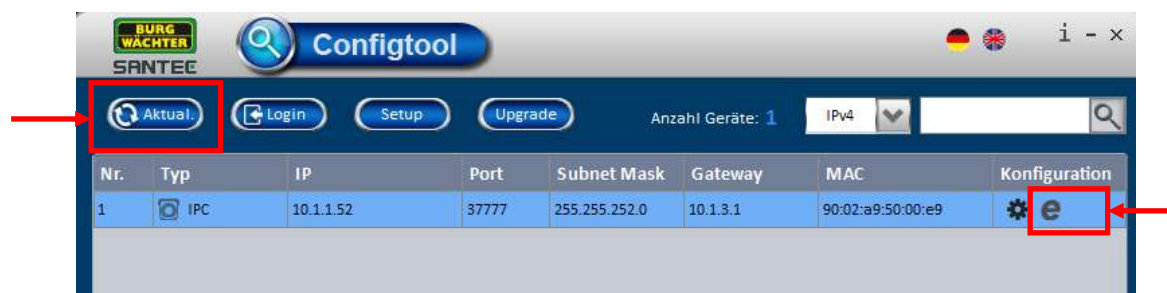 BURG
WÄCHTER
SANTEC
Configtool
i - ×
Aktual. Login Setup Upgrade Anzahl Geräte: 1 IPv4
Nr. Typ IP Port Subnet Mask Gateway MAC Konfiguration
1 IPC 10.1.1.52 37777 255.255.252.0 10.1.3.1 90:02:a9:50:00:e9 e